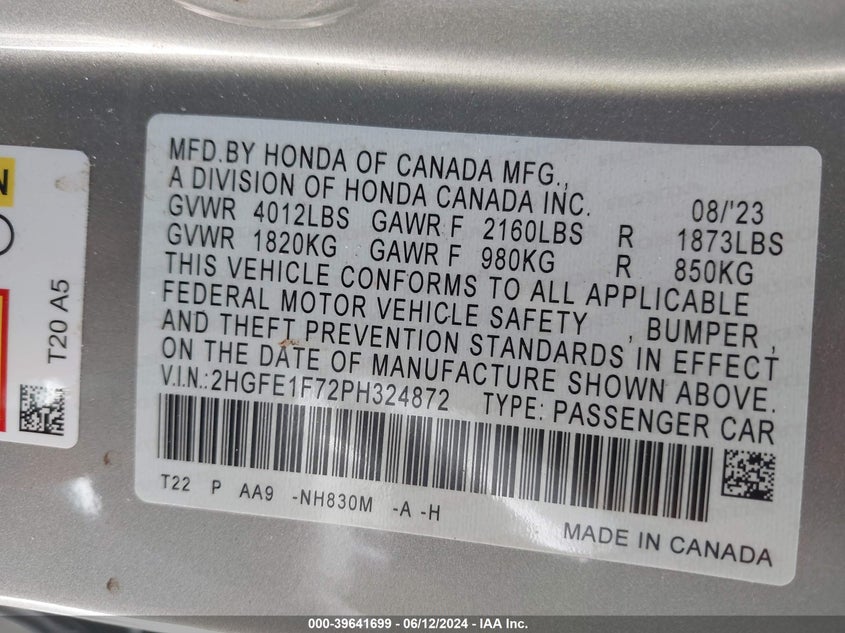 N
T20 A5
MFD.BY HONDA OF CANADA MFG.,
A DIVISION OF HONDA CANADA INC. 08/'23
GVWR 4012LBS GAWR F 2160LBS R 1873LBS
GVWR 1820KG GAWR F 980KG R 850KG
THIS VEHICLE CONFORMS TO ALL APPLICABLE
FEDERAL MOTOR VEHICLE SAFETY , BUMPER ,
AND THEFT PREVENTION STANDARDS IN EFFECT
ON THE DATE OF MANUFACTURE SHOWN ABOVE.
V.I.N.:2HGFE1F72PH324872 TYPE: PASSENGER CAR
T22 P AA9 -NH830M -A -H
MADE IN CANADA
000-39641699 - 06/12/2024 - IAA Inc.